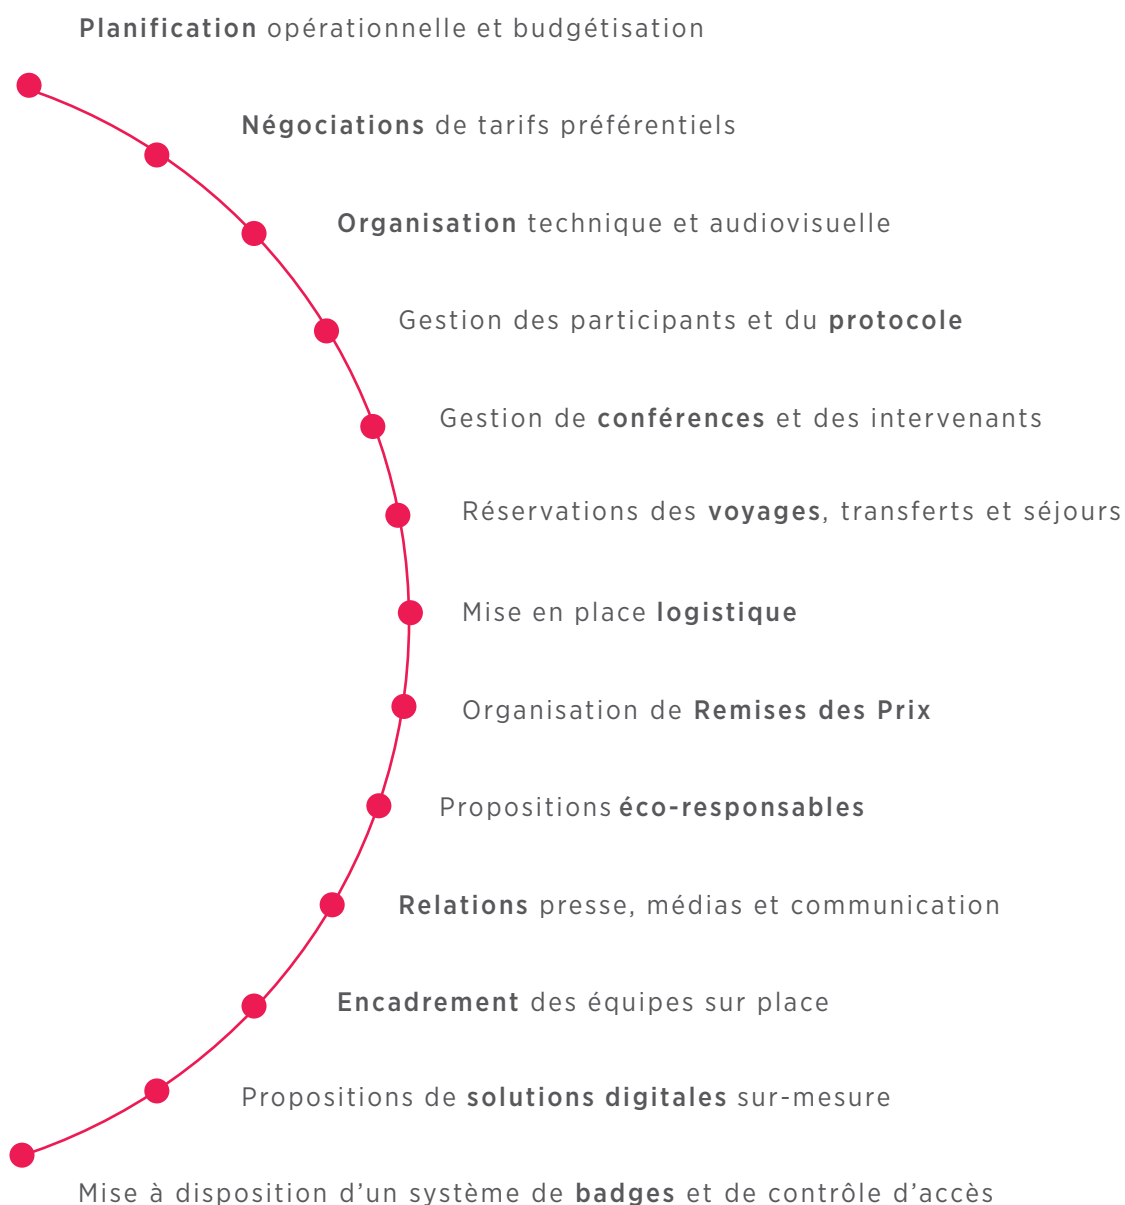 Planification opérationnelle et budgétisation
Négociations de tarifs préférentiels
Organisation technique et audiovisuelle
Gestion des participants et du protocole
Gestion de conférences et des intervenants
Réservations des voyages, transferts et séjours
Mise en place logistique
Organisation de Remises des Prix
Propositions éco-responsables
Relations presse, médias et communication
Encadrement des équipes sur place
Propositions de solutions digitales sur-mesure
Mise à disposition d’un système de badges et de contrôle d’accès